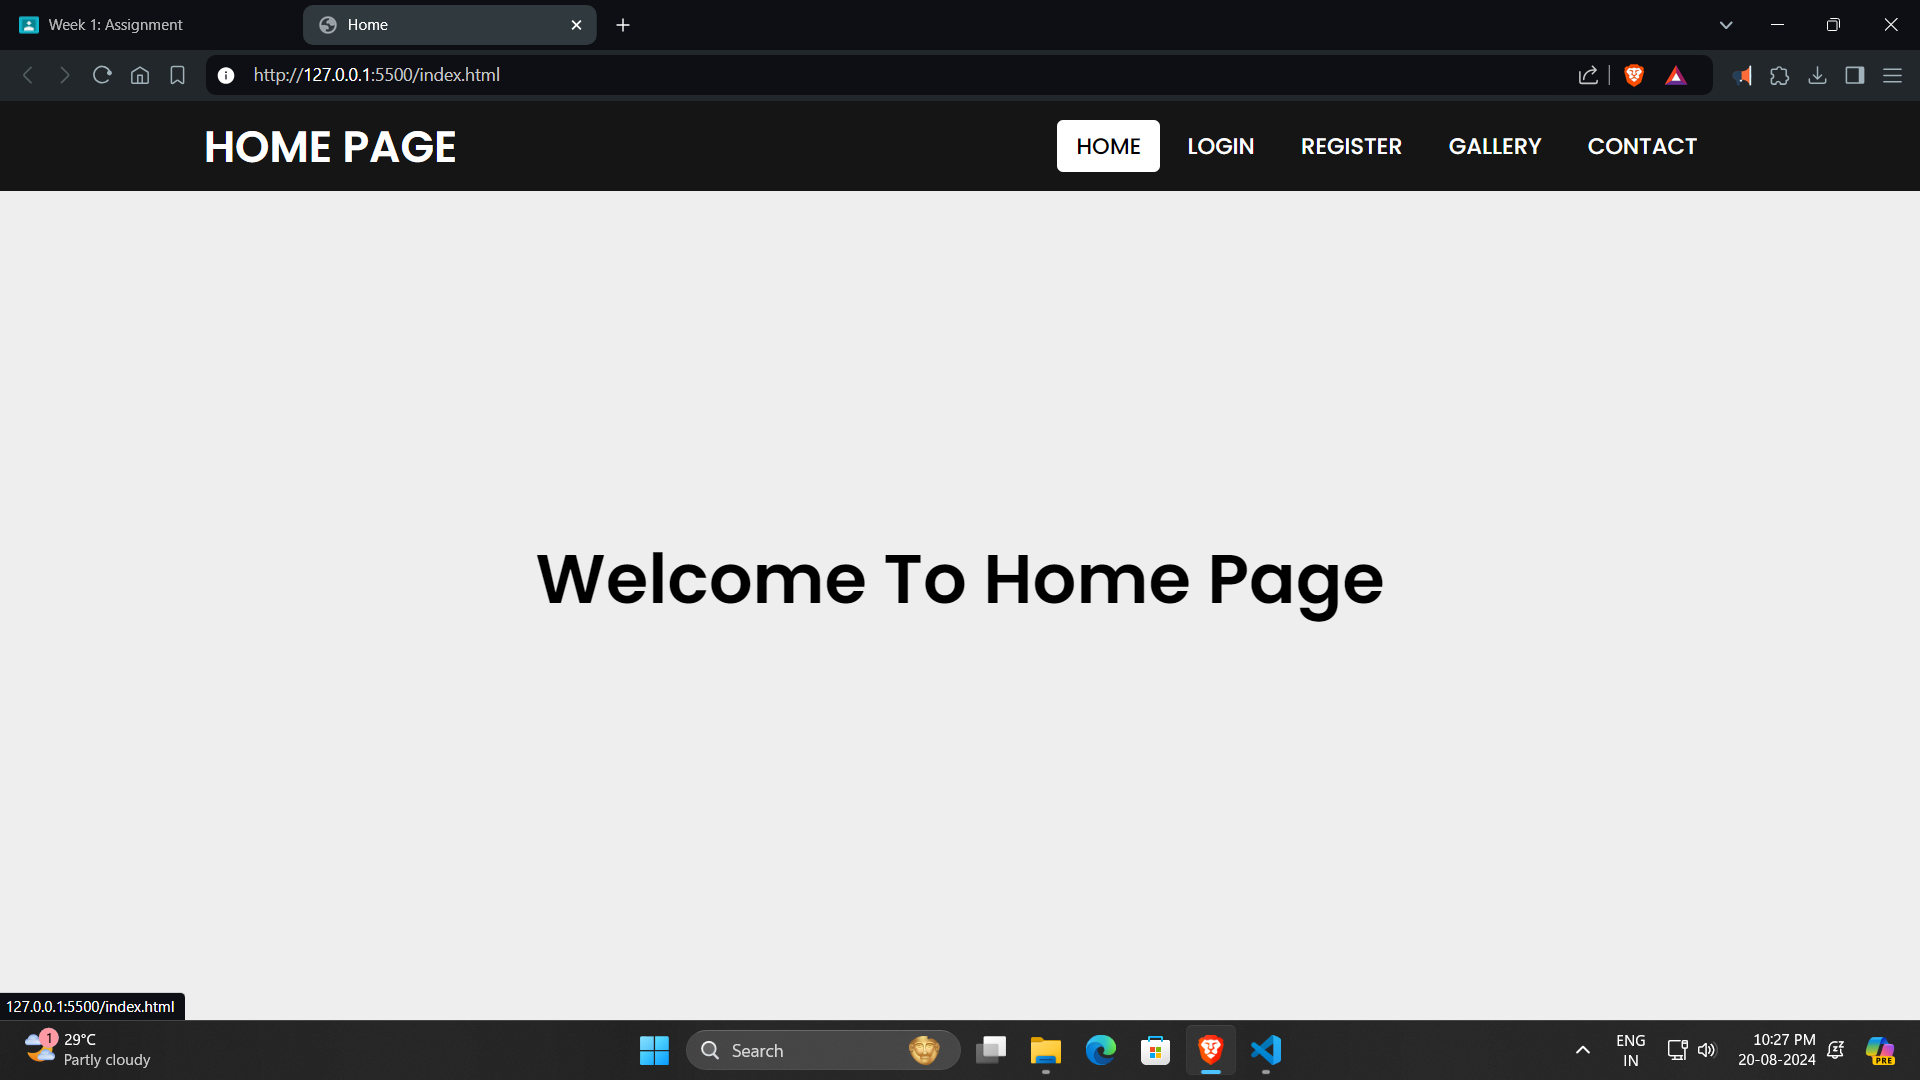 Week 1: Assignment
Home
http://127.0.0.1:5500/index.html
HOME PAGE
HOME
LOGIN
REGISTER
GALLERY
CONTACT
Welcome To Home Page
127.0.0.1:5500/index.html
1
29°C
Partly cloudy
Search
ENG
IN
10:27 PM
20-08-2024
PRE